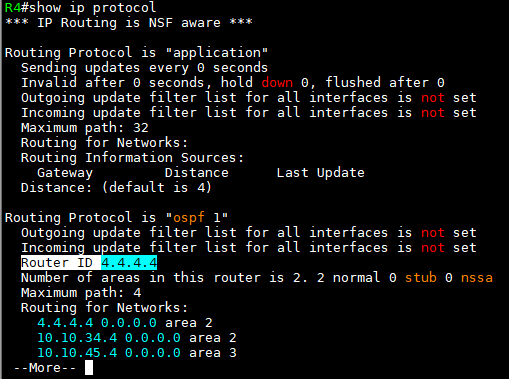 R4#show ip protocol
*** IP Routing is NSF aware ***
Routing Protocol is "application"
Sending updates every 0 seconds
Invalid after 0 seconds, hold down 0, flushed after 0
Outgoing update filter list for all interfaces is not set
Incoming update filter list for all interfaces is not set
Maximum path: 32
Routing for Networks:
Routing Information Sources:
Gateway Distance Last Update
Distance: (default is 4)
Routing Protocol is "ospf 1"
Outgoing update filter list for all interfaces is not set
Incoming update filter list for all interfaces is not set
Router ID 4.4.4.4
Number of areas in this router is 2. 2 normal 0 stub 0 nssa
Maximum path: 4
Routing for Networks:
4.4.4.4 0.0.0.0 area 2
10.10.34.4 0.0.0.0 area 2
10.10.45.4 0.0.0.0 area 3
--More--